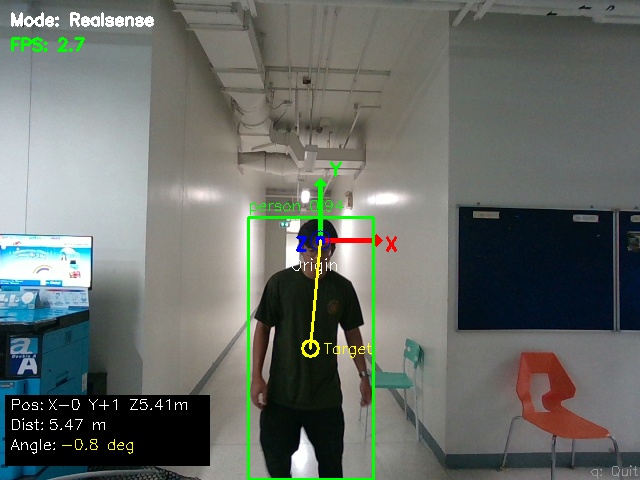 Mode: Realsense
FPS: 2.7
Y
person 0.94
Z
X
Origin
Target
a
A
Pos: X-0 Y+1 Z5.41m
Dist: 5.47 m
Angle: -0.8 deg
q: Quit